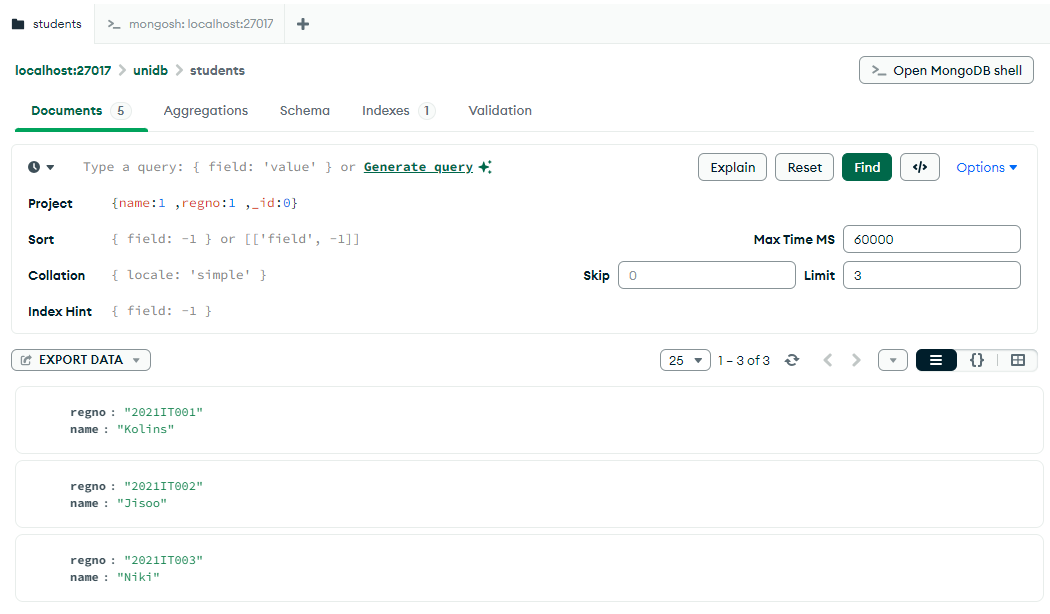 students >_ mongosh: localhost:27017 +
localhost:27017 > unidb > students >_ Open MongoDB shell
Documents 5 Aggregations Schema Indexes 1 Validation
Type a query: { field: 'value' } or Generate query Explain Reset Find </> Options
Project {name:1 ,regno:1 ,_id:0}
Sort { field: -1 } or [['field', -1]] Max Time MS 60000
Collation { locale: 'simple' } Skip 0 Limit 3
Index Hint { field: -1 }
EXPORT DATA 25 1 – 3 of 3 {}
regno : "2021IT001"
name : "Kolins"
regno : "2021IT002"
name : "Jisoo"
regno : "2021IT003"
name : "Niki"